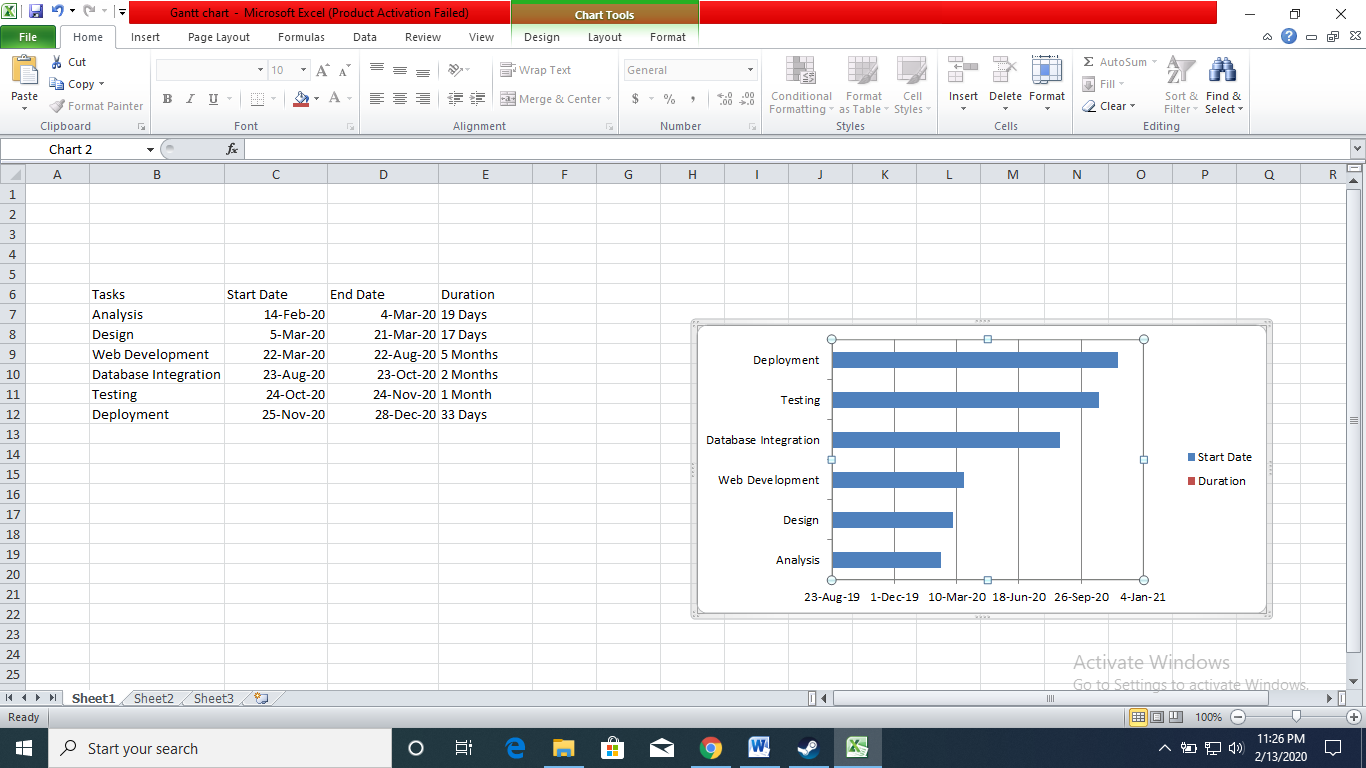 Gantt chart - Microsoft Excel (Product Activation Failed)
Chart Tools
File Home Insert Page Layout Formulas Data Review View Design Layout Format
Paste
Cut
Copy
Format Painter
Clipboard
10
A A
B I U A
Font
Wrap Text
Merge & Center
Alignment
General
$ % , .0 .00 .00 .0
Number
Conditional Formatting
Format as Table
Cell Styles
Styles
Insert Delete Format
Cells
Σ AutoSum
Fill
Clear
Sort & Filter
Find & Select
Editing
Chart 2 fx
A B C D E F G H I J K L M N O P Q R
1
2
3
4
5
6 Tasks Start Date End Date Duration
7 Analysis 14-Feb-20 4-Mar-20 19 Days
8 Design 5-Mar-20 21-Mar-20 17 Days
9 Web Development 22-Mar-20 22-Aug-20 5 Months
10 Database Integration 23-Aug-20 23-Oct-20 2 Months
11 Testing 24-Oct-20 24-Nov-20 1 Month
12 Deployment 25-Nov-20 28-Dec-20 33 Days
13
14
15
16
17
18
19
20
21
22
23
24
25
Deployment
Testing
Database Integration
Web Development
Design
Analysis
23-Aug-19 1-Dec-19 10-Mar-20 18-Jun-20 26-Sep-20 4-Jan-21
Start Date
Duration
Activate Windows
Go to Settings to activate Windows.
Sheet1 Sheet2 Sheet3
Ready 100%
Start your search
11:26 PM
2/13/2020